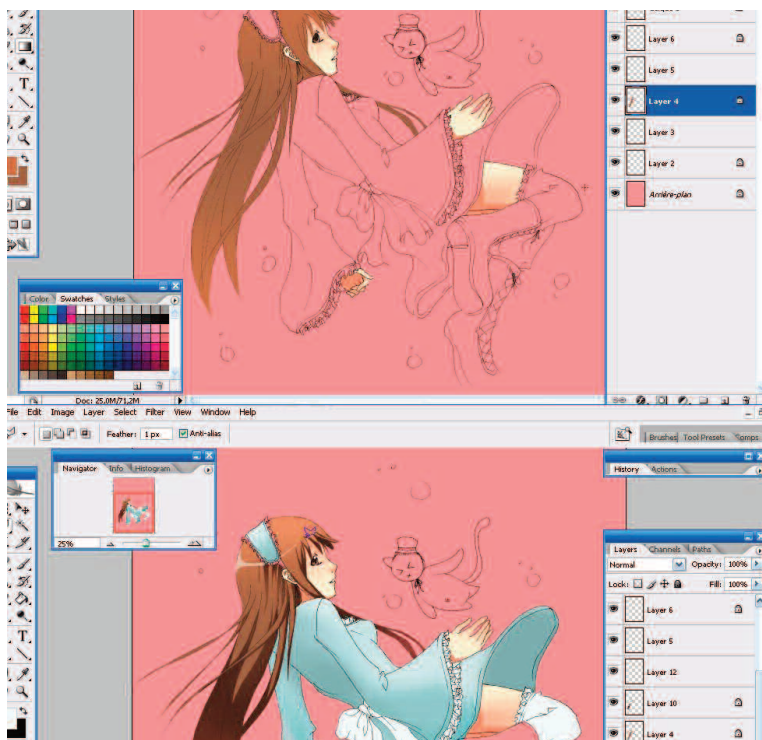 Layer 6
Layer 5
Layer 4
Layer 3
Layer 2
Arrière-plan
Color Swatches Styles
Doc: 25,0M/71,2M
File Edit Image Layer Select Filter View Window Help
Feather: 1 px Anti-alias
Brushes Tool Presets Comps
Navigator Info Histogram
25%
History Actions
Layers Channels Paths
Normal Opacity: 100%
Lock: Fill: 100%
Layer 6
Layer 5
Layer 12
Layer 10
Layer 4